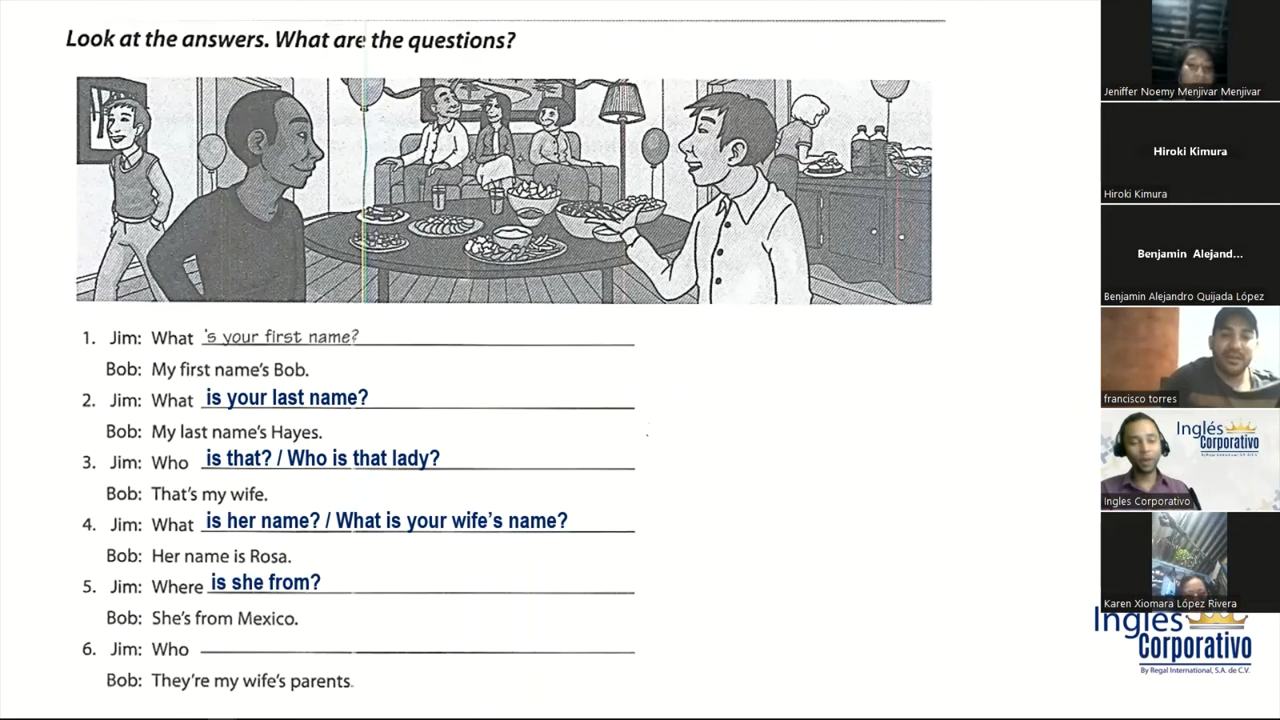 Look at the answers. What are the questions?
1. Jim: What 's your first name?
Bob: My first name's Bob.
2. Jim: What is your last name?
Bob: My last name's Hayes.
3. Jim: Who is that? / Who is that lady?
Bob: That's my wife.
4. Jim: What is her name? / What is your wife's name?
Bob: Her name is Rosa.
5. Jim: Where is she from?
Bob: She's from Mexico.
6. Jim: Who
Bob: They're my wife's parents.
Jeniffer Noemy Menjivar Menjivar
Hiroki Kimura
Hiroki Kimura
Benjamin Alejand...
Benjamin Alejandro Quijada López
francisco torres
Inglés
Corporativo
By Regal International, S.A. de C.V.
Ingles Corporativo
Karen Xiomara López Rivera
Inglés
Corporativo
By Regal International, S.A. de C.V.